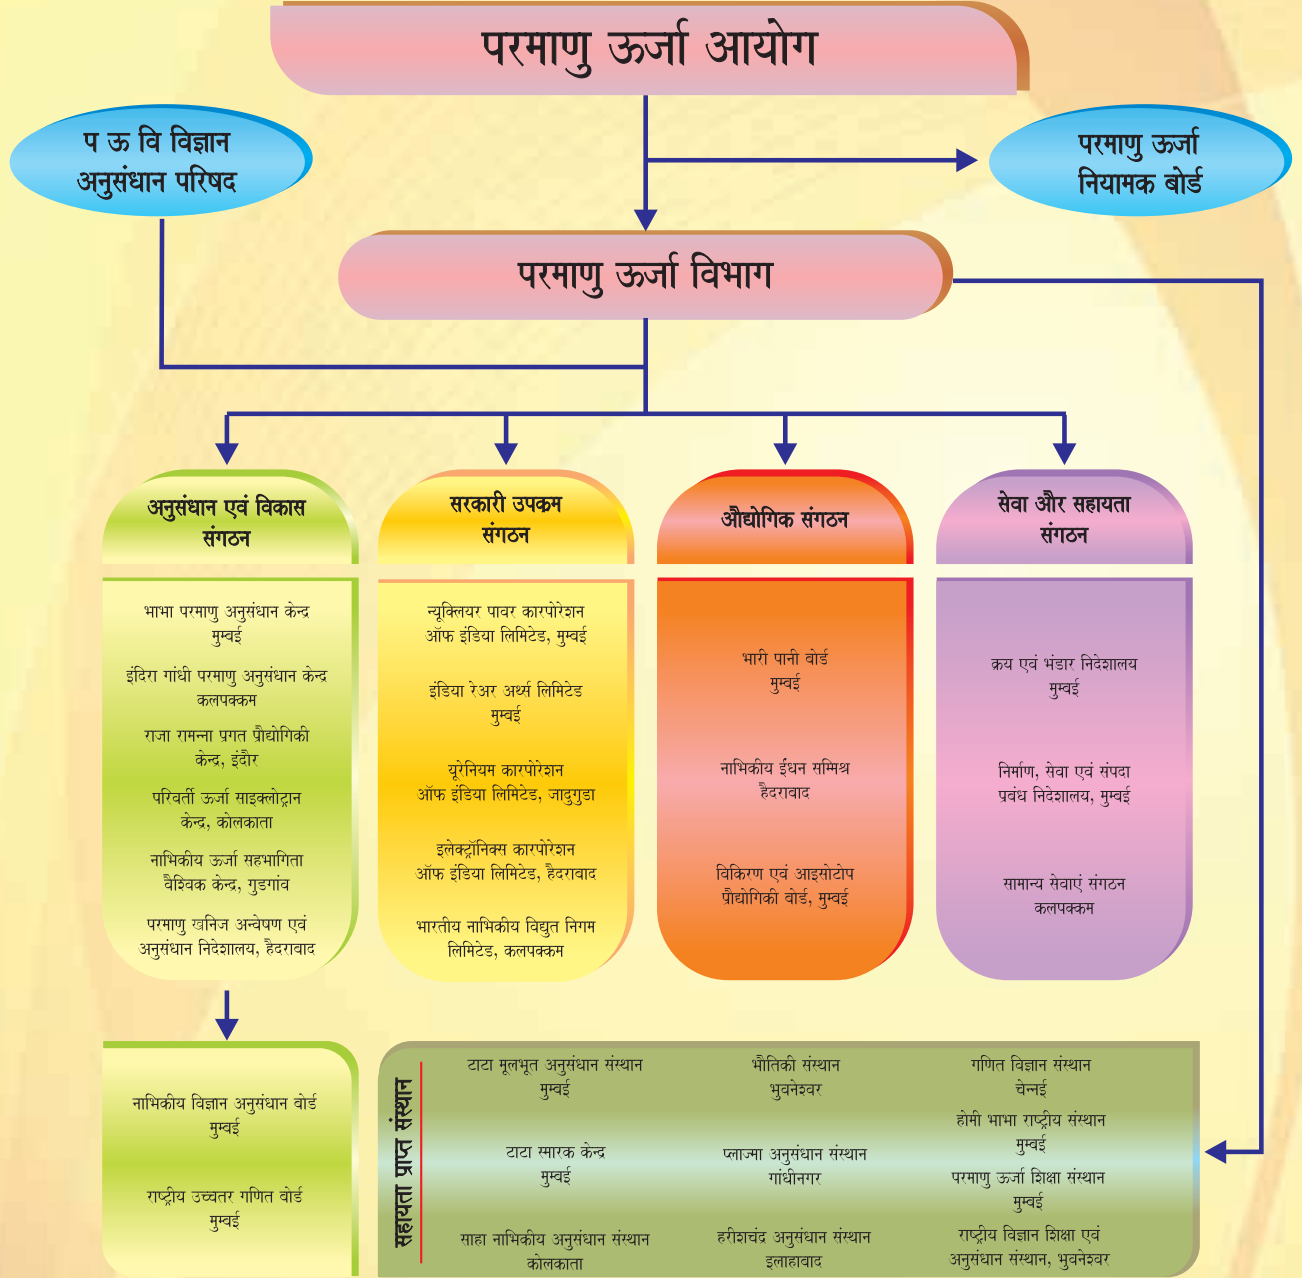 परमाणु ऊर्जा आयोग
प ऊ वि विज्ञान
अनुसंधान परिषद
परमाणु ऊर्जा
नियामक बोर्ड
परमाणु ऊर्जा विभाग
अनुसंधान एवं विकास
संगठन
भाभा परमाणु अनुसंधान केन्द्र
मुम्बई
इंदिरा गांधी परमाणु अनुसंधान केन्द्र
कलपक्कम
राजा रामन्ना प्रगत प्रौद्योगिकी
केन्द्र, इंदौर
परिवर्ती ऊर्जा साइक्लोट्रान
केन्द्र, कोलकाता
नाभिकीय ऊर्जा सहभागिता
वैश्विक केन्द्र, गुडगांव
परमाणु खनिज अन्वेषण एवं
अनुसंधान निदेशालय, हैदराबाद
सरकारी उपक्रम
संगठन
न्यूक्लियर पावर कारपोरेशन
ऑफ इंडिया लिमिटेड, मुम्बई
इंडिया रेअर अर्थ्स लिमिटेड
मुम्बई
यूरेनियम कारपोरेशन
ऑफ इंडिया लिमिटेड, जादुगुडा
इलेक्ट्रॉनिक्स कारपोरेशन
ऑफ इंडिया लिमिटेड, हैदराबाद
भारतीय नाभिकीय विद्युत निगम
लिमिटेड, कलपक्कम
औद्योगिक संगठन
भारी पानी बोर्ड
मुम्बई
नाभिकीय ईंधन सम्मिश्र
हैदराबाद
विकिरण एवं आइसोटोप
प्रौद्योगिकी बोर्ड, मुम्बई
सेवा और सहायता
संगठन
क्रय एवं भंडार निदेशालय
मुम्बई
निर्माण, सेवा एवं संपदा
प्रबंध निदेशालय, मुम्बई
सामान्य सेवाएं संगठन
कलपक्कम
नाभिकीय विज्ञान अनुसंधान बोर्ड
मुम्बई
राष्ट्रीय उच्चतर गणित बोर्ड
मुम्बई
सहायता प्राप्त संस्थान
टाटा मूलभूत अनुसंधान संस्थान
मुम्बई
टाटा स्मारक केन्द्र
मुम्बई
साहा नाभिकीय अनुसंधान संस्थान
कोलकाता
भौतिकी संस्थान
भुवनेश्वर
प्लाज्मा अनुसंधान संस्थान
गांधीनगर
हरीशचंद्र अनुसंधान संस्थान
इलाहाबाद
गणित विज्ञान संस्थान
चेन्नई
होमी भाभा राष्ट्रीय संस्थान
मुम्बई
परमाणु ऊर्जा शिक्षा संस्थान
मुम्बई
राष्ट्रीय विज्ञान शिक्षा एवं
अनुसंधान संस्थान, भुवनेश्वर